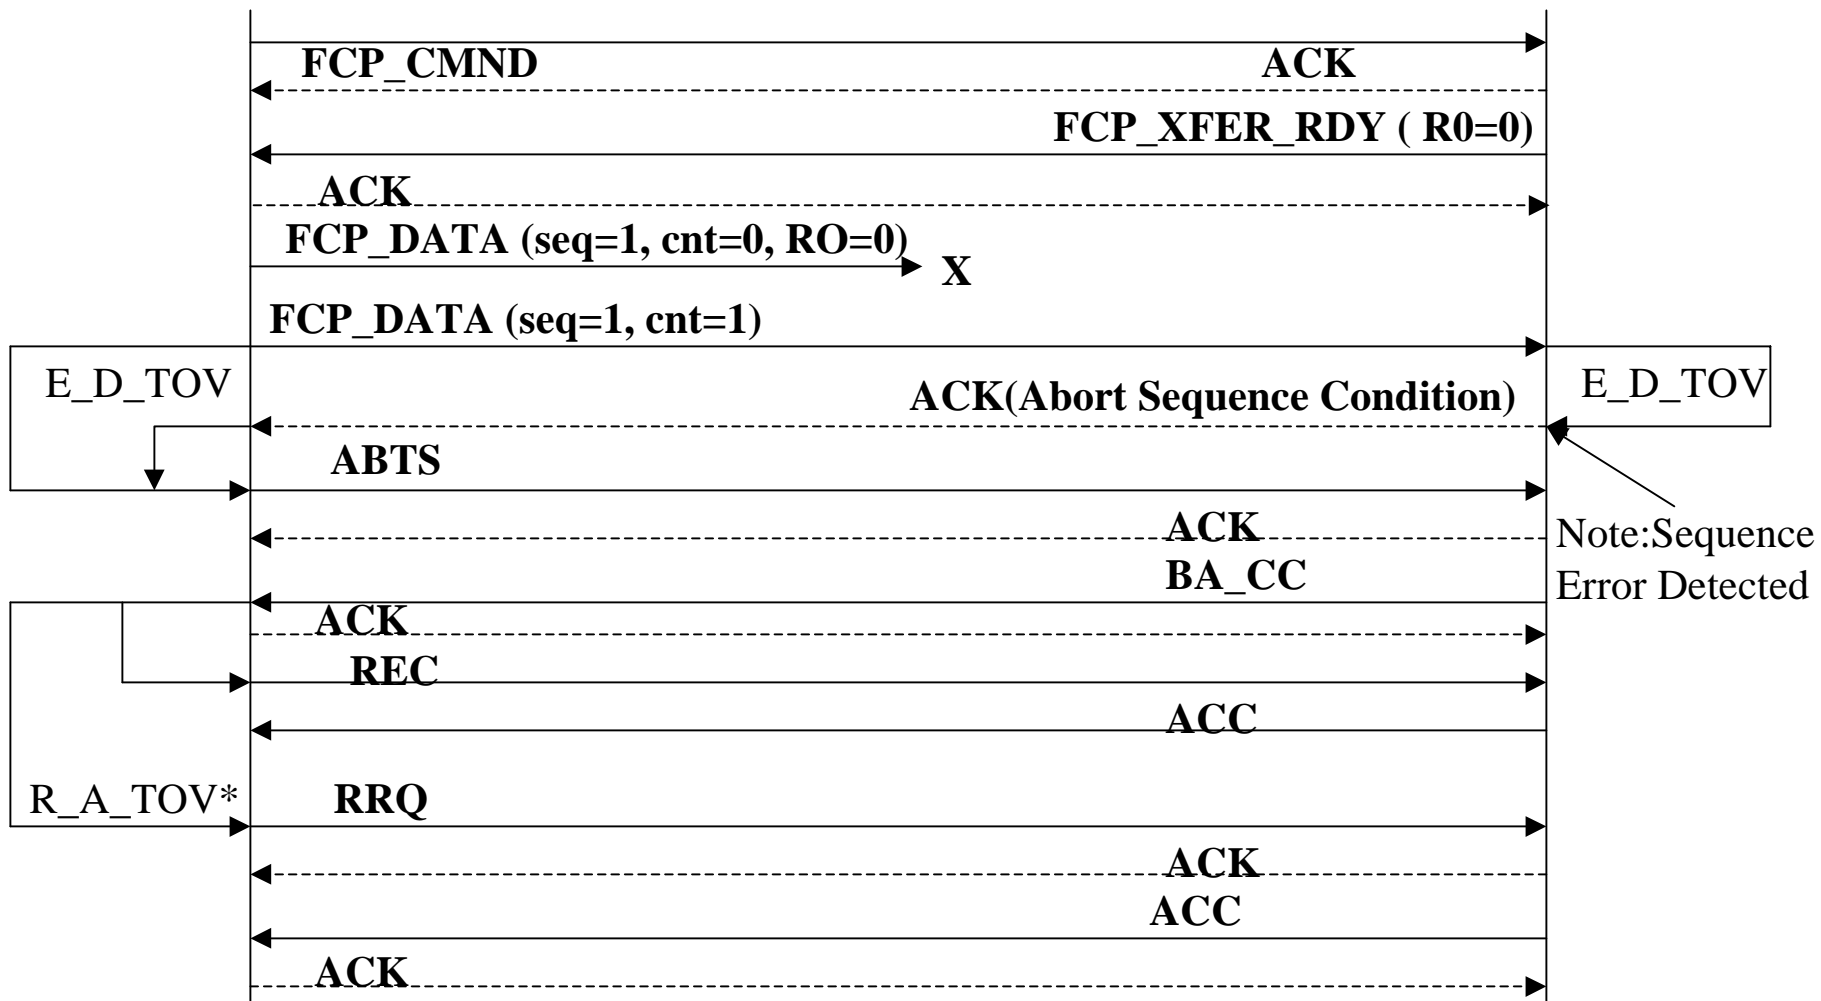 FCP_CMND
ACK
FCP_XFER_RDY ( R0=0)
ACK
FCP_DATA (seq=1, cnt=0, RO=0)
X
FCP_DATA (seq=1, cnt=1)
E_D_TOV
ACK(Abort Sequence Condition)
E_D_TOV
ABTS
ACK
Note:Sequence
Error Detected
BA_CC
ACK
REC
ACC
R_A_TOV*
RRQ
ACK
ACC
ACK